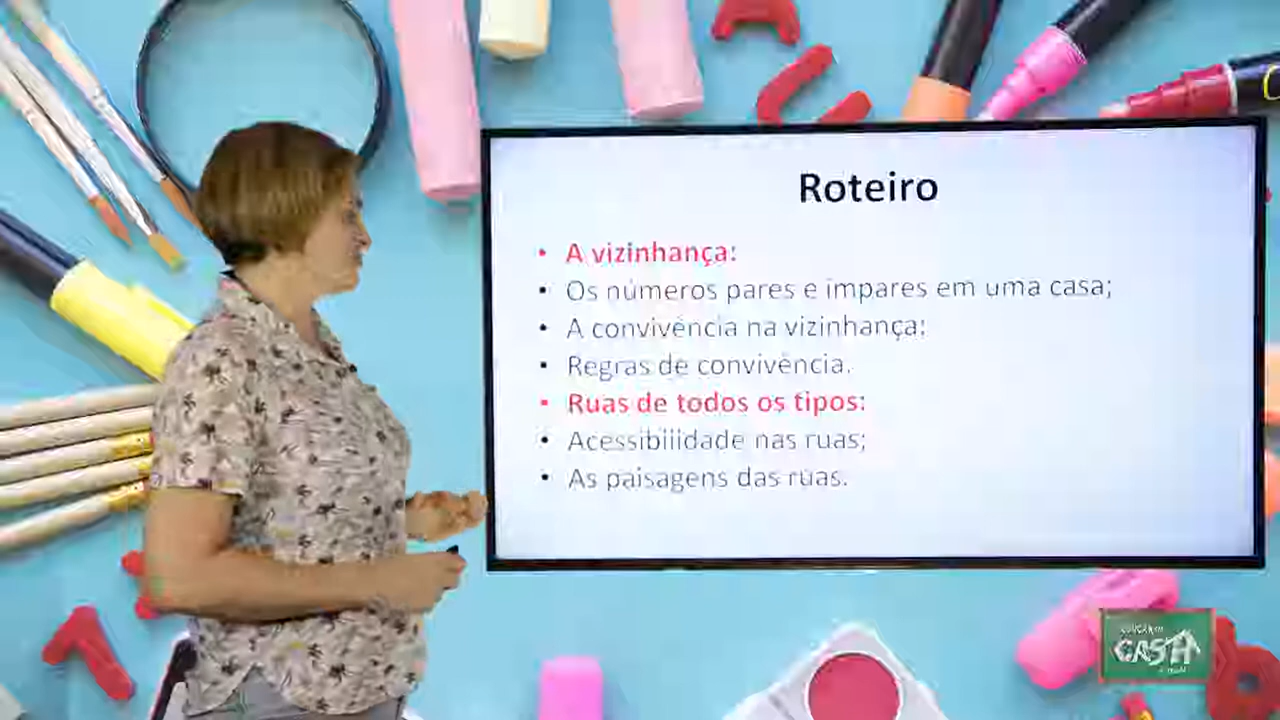 Roteiro
• A vizinhança:
• Os números pares e ímpares em uma casa;
• A convivência na vizinhança:
• Regras de convivência.
• Ruas de todos os tipos:
• Acessibilidade nas ruas;
• As paisagens das ruas.